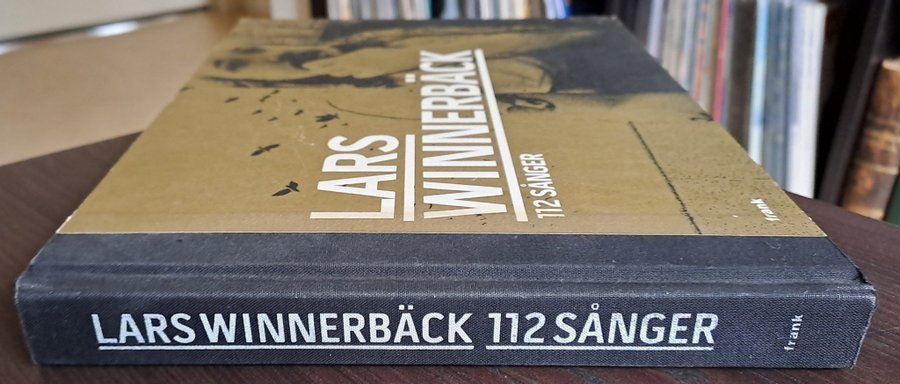 LARS
WINNERBÄCK
112 SÅNGER
frank
LARS WINNERBÄCK 112 SÅNGER
frank